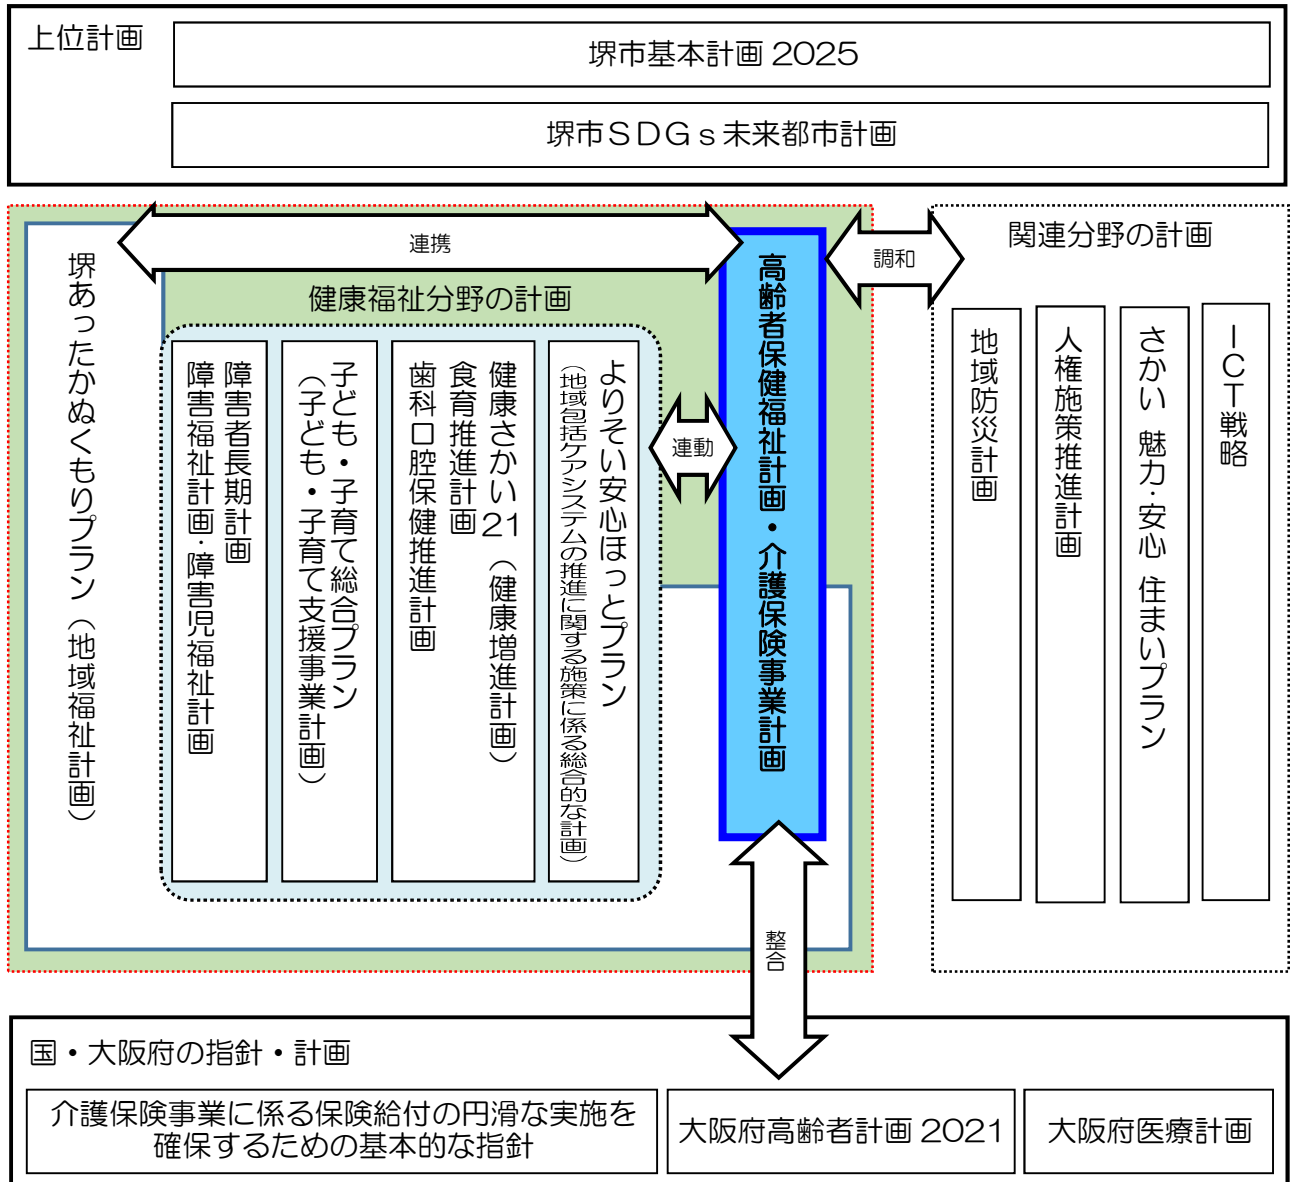 上位計画
堺市基本計画 2025
堺市SDGs未来都市計画
連携
調和
関連分野の計画
健康福祉分野の計画
堺あったかぬくもりプラン（地域福祉計画）
障害者長期計画
障害福祉計画・障害児福祉計画
子ども・子育て総合プラン
（子ども・子育て支援事業計画）
健康さかい21（健康増進計画）
食育推進計画
歯科口腔保健推進計画
よりそい安心ほっとプラン
（地域包括ケアシステムの推進に関する施策に係る総合的な計画）
連動
高齢者保健福祉計画・介護保険事業計画
地域防災計画
人権施策推進計画
さかい 魅力・安心 住まいプラン
ICT戦略
整合
国・大阪府の指針・計画
介護保険事業に係る保険給付の円滑な実施を
確保するための基本的な指針
大阪府高齢者計画 2021
大阪府医療計画